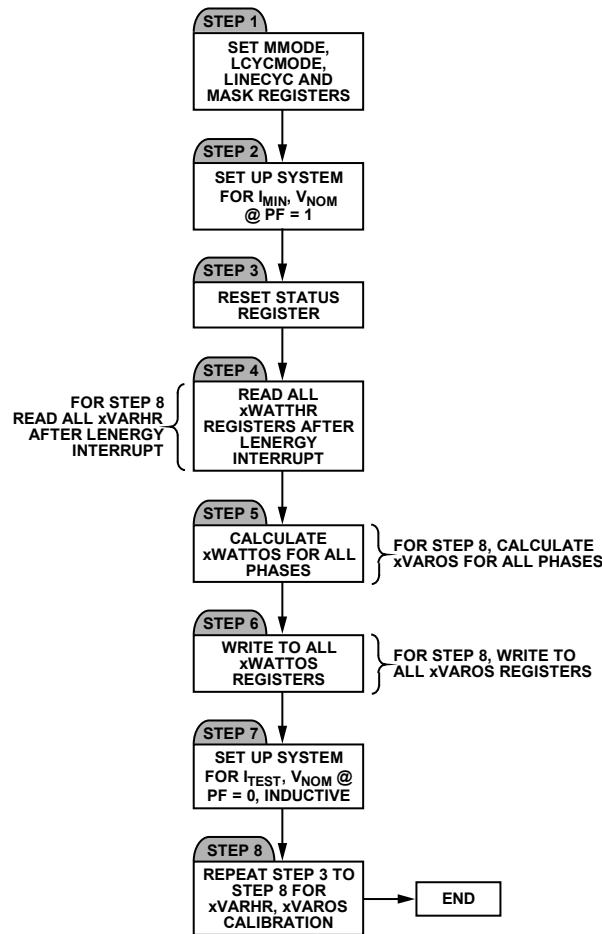 STEP 1
SET MMODE,
LCYCMODE,
LINECYC AND
MASK REGISTERS
STEP 2
SET UP SYSTEM
FOR IMIN, VNOM
@ PF = 1
STEP 3
RESET STATUS
REGISTER
STEP 4
READ ALL
xWATTHR
REGISTERS AFTER
LENERGY
INTERRUPT
FOR STEP 8
READ ALL xVARHR
AFTER LENERGY
INTERRUPT
STEP 5
CALCULATE
xWATTOS FOR ALL
PHASES
FOR STEP 8, CALCULATE
xVAROS FOR ALL PHASES
STEP 6
WRITE TO ALL
xWATTOS
REGISTERS
FOR STEP 8, WRITE TO
ALL xVAROS REGISTERS
STEP 7
SET UP SYSTEM
FOR ITEST, VNOM @
PF = 0, INDUCTIVE
STEP 8
REPEAT STEP 3 TO
STEP 8 FOR
xVARHR, xVAROS
CALIBRATION
END